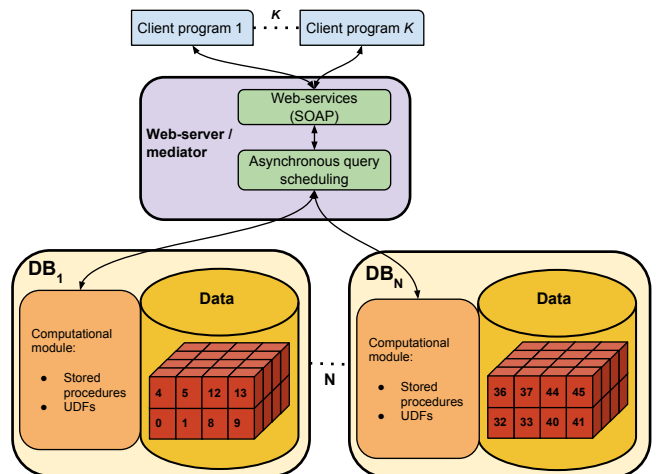 K
Client program 1
Client program K
Web-services
(SOAP)
Web-server /
mediator
Asynchronous query
scheduling
DB1
Data
Computational
module:
● Stored
procedures
● UDFs
4 5 12 13
0 1 8 9
N
DBN
Data
Computational
module:
● Stored
procedures
● UDFs
36 37 44 45
32 33 40 41